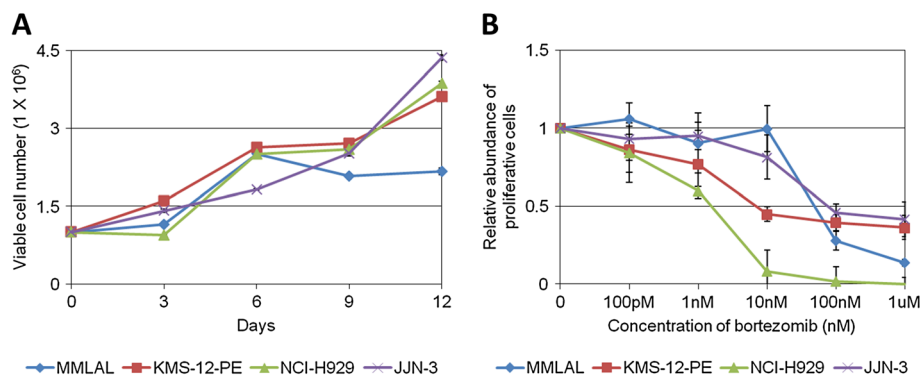 A
Viable cell number (1 X 10⁶)
4.5
3
1.5
0
0 3 6 9 12
Days
MMLAL KMS-12-PE NCI-H929 JJN-3
B
Relative abundance of
proliferative cells
1.5
1
0.5
0
0 100pM 1nM 10nM 100nM 1uM
Concentration of bortezomib (nM)
MMLAL KMS-12-PE NCI-H929 JJN-3